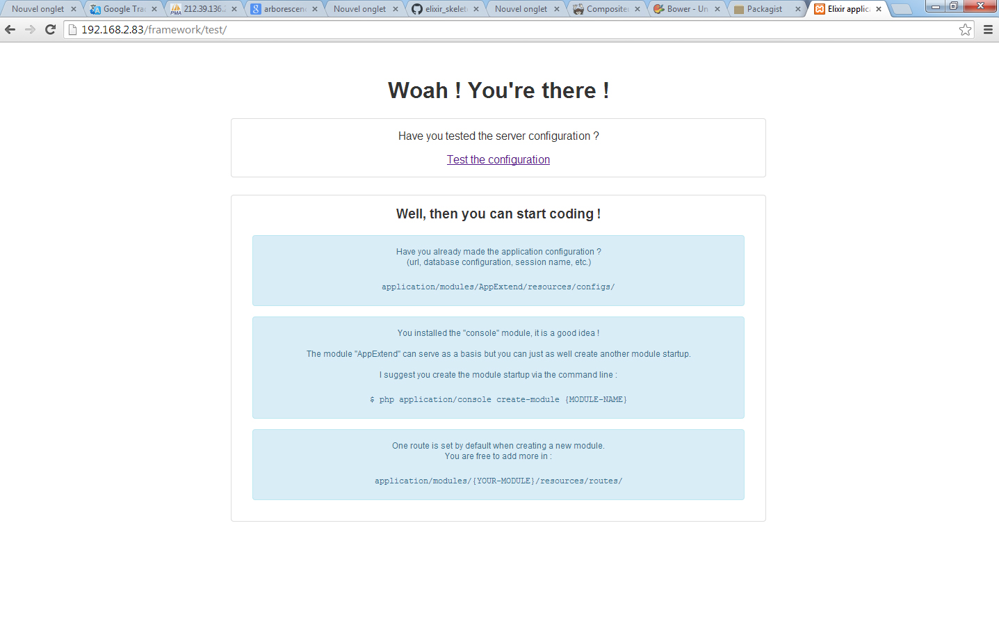 Nouvel onglet
Google Tra
212.39.136.
arborescen
Nouvel onglet
elixir_skelet
Nouvel onglet
Composite
Bower - Un
Packagist
Elixir applic
192.168.2.83/framework/test/
Woah ! You're there !
Have you tested the server configuration ?
Test the configuration
Well, then you can start coding !
Have you already made the application configuration ?
(url, database configuration, session name, etc.)
application/modules/AppExtend/resources/configs/
You installed the "console" module, it is a good idea !
The module "AppExtend" can serve as a basis but you can just as well create another module startup.
I suggest you create the module startup via the command line :
$ php application/console create-module {MODULE-NAME}
One route is set by default when creating a new module.
You are free to add more in :
application/modules/{YOUR-MODULE}/resources/routes/